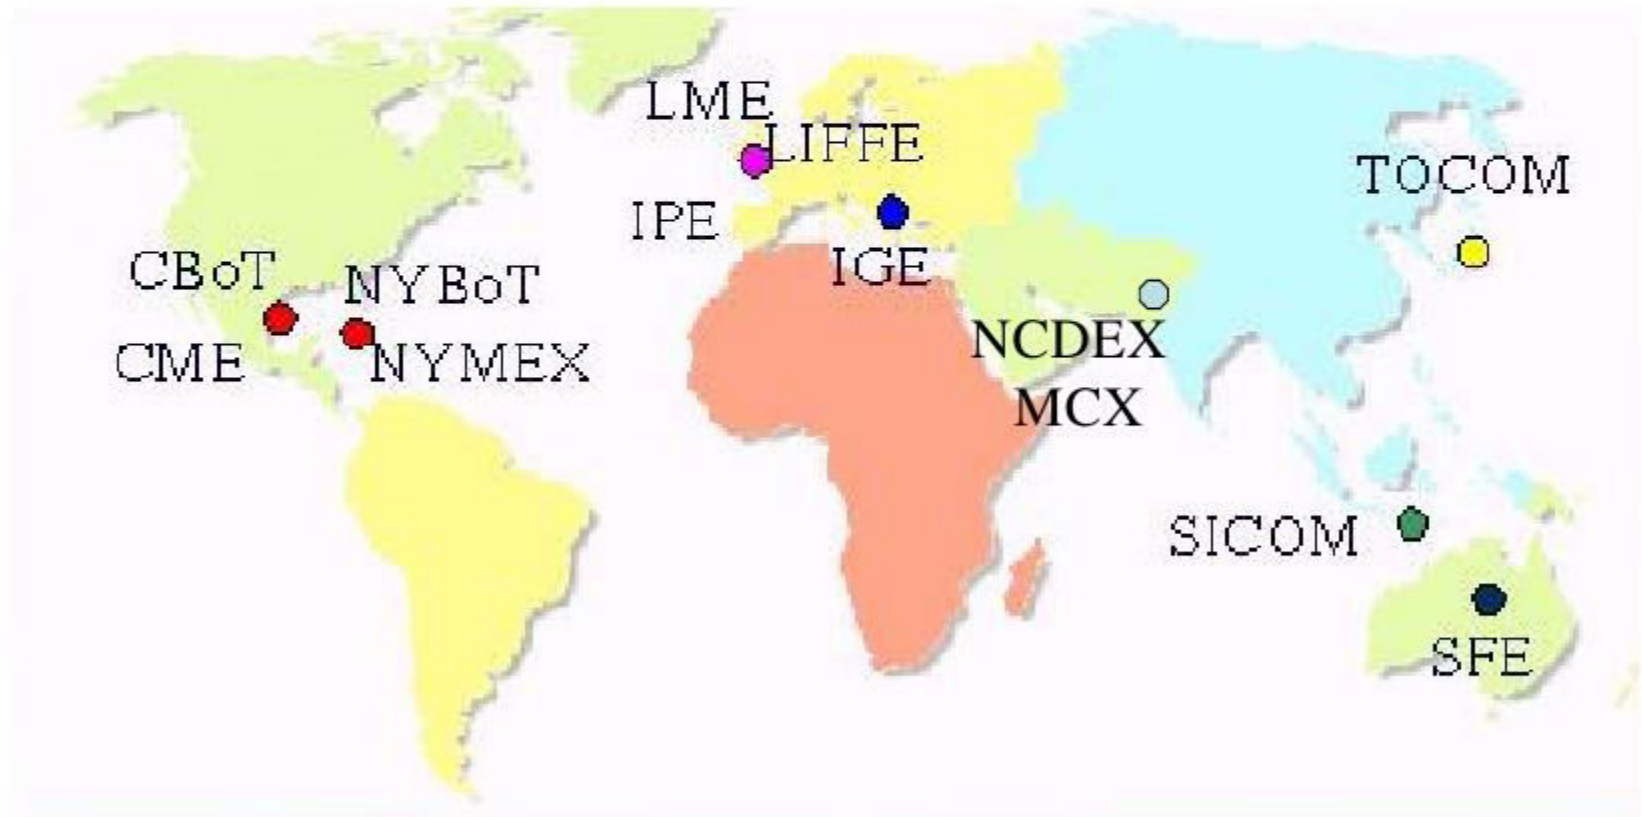 LME
LIFFE
TOCOM
IPE
CBoT
NYBoT
IGE
NCDEX
CME
NYMEX
MCX
SICOM
SFE